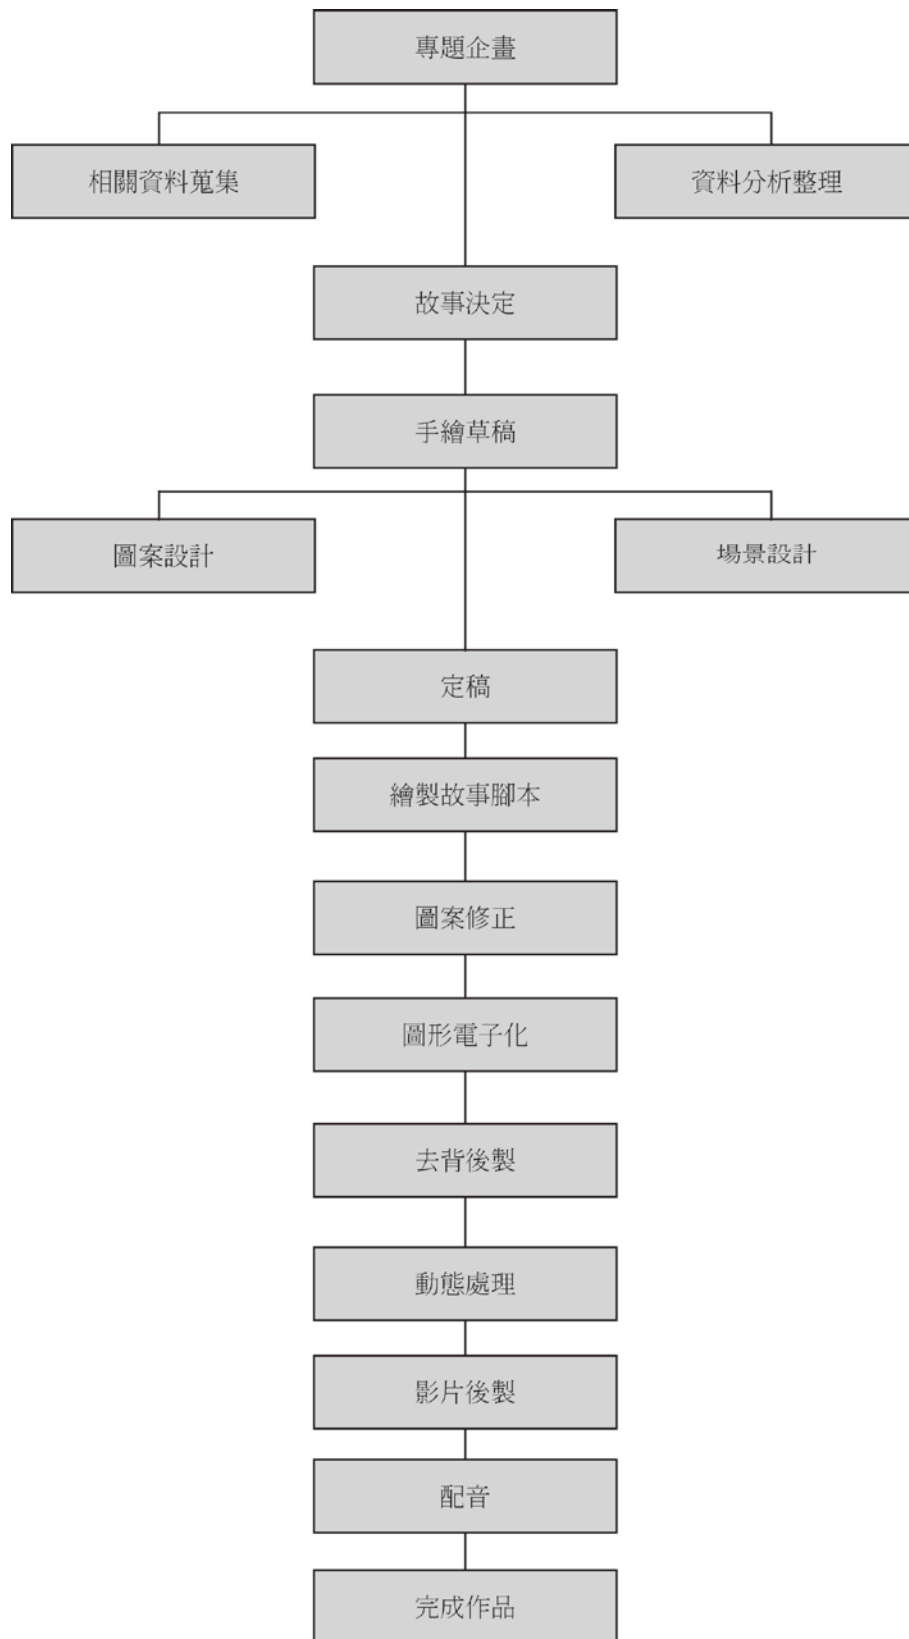 專題企畫
相關資料蒐集
資料分析整理
故事決定
手繪草稿
圖案設計
場景設計
定稿
繪製故事腳本
圖案修正
圖形電子化
去背後製
動態處理
影片後製
配音
完成作品